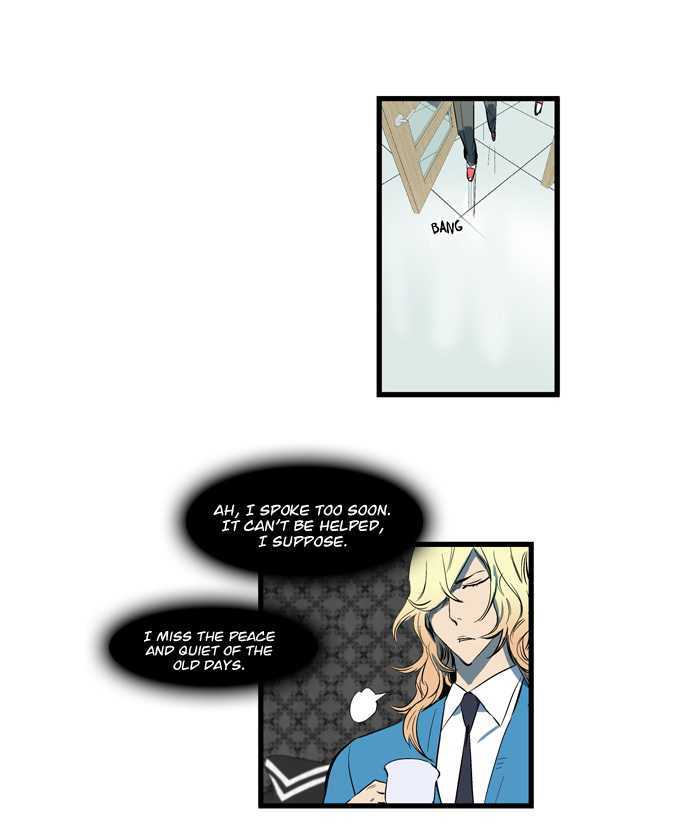 BANG
AH, I SPOKE TOO SOON.
IT CAN'T BE HELPED,
I SUPPOSE.
I MISS THE PEACE
AND QUIET OF THE
OLD DAYS.